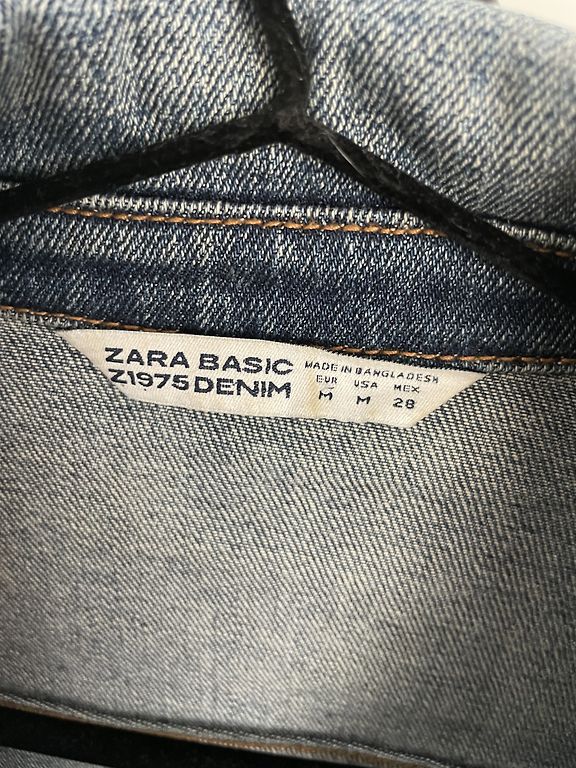 ZARA BASIC
Z1975 DENIM
MADE IN BANGLADESH
EUR USA MEX
M M 28